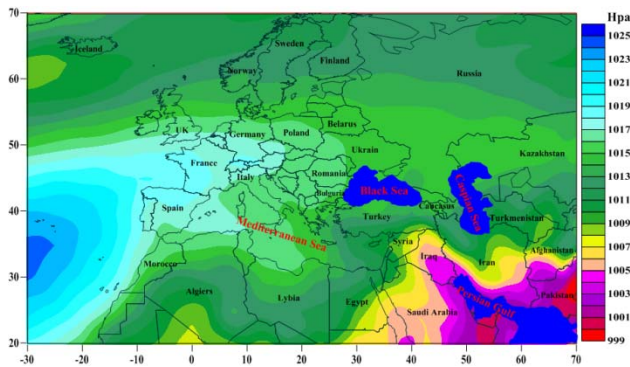 Hpa
70
60
50
40
30
20
-30
-20
-10
0
10
20
30
40
50
60
70
Iceland
Sweden
Finland
Norway
Russia
UK
Germany
Poland
Belarus
Ukrain
Kazakhstan
France
Romania
Italy
Bulgaria
Black Sea
Caspian Sea
Spain
Turkey
Caucasus
Turkmenistan
Mediterranean Sea
Syria
Iraq
Iran
Afghanistan
Morocco
Algiers
Lybia
Egypt
Saudi Arabia
Persian Gulf
Pakistan
1025
1023
1021
1019
1017
1015
1013
1011
1009
1007
1005
1003
1001
999